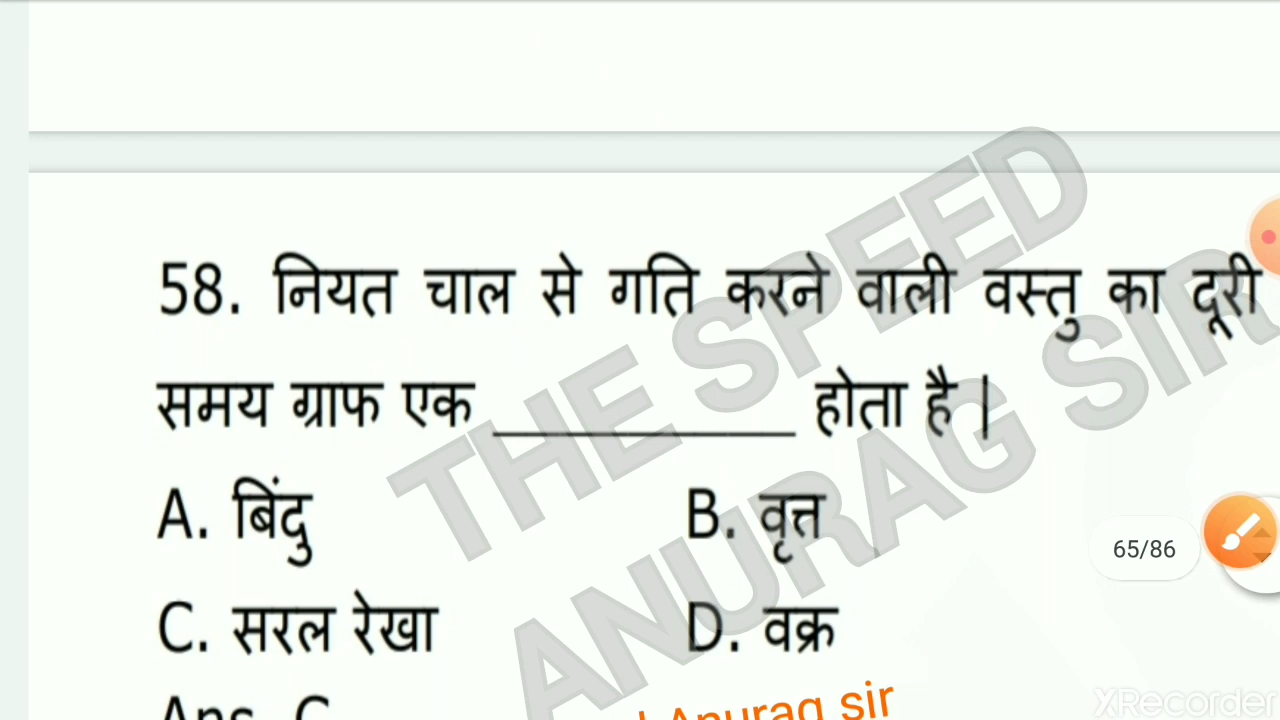 58. नियत चाल से गति करने वाली वस्तु का दूरी
समय ग्राफ एक __________ होता है |
A. बिंदु B. वृत्त
C. सरल रेखा D. वक्र
Ans. C
Anurag sir
THE SPEED
ANURAG SIR
65/86
XRecorder